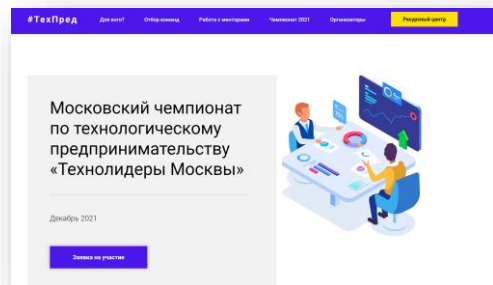 #ТехПред
Для кого?
Отбор команд
Работа с менторами
Чемпионат 2021
Организаторы
Ресурсный центр
Московский чемпионат
по технологическому
предпринимательству
«Технолидеры Москвы»
Декабрь 2021
Заявка на участие